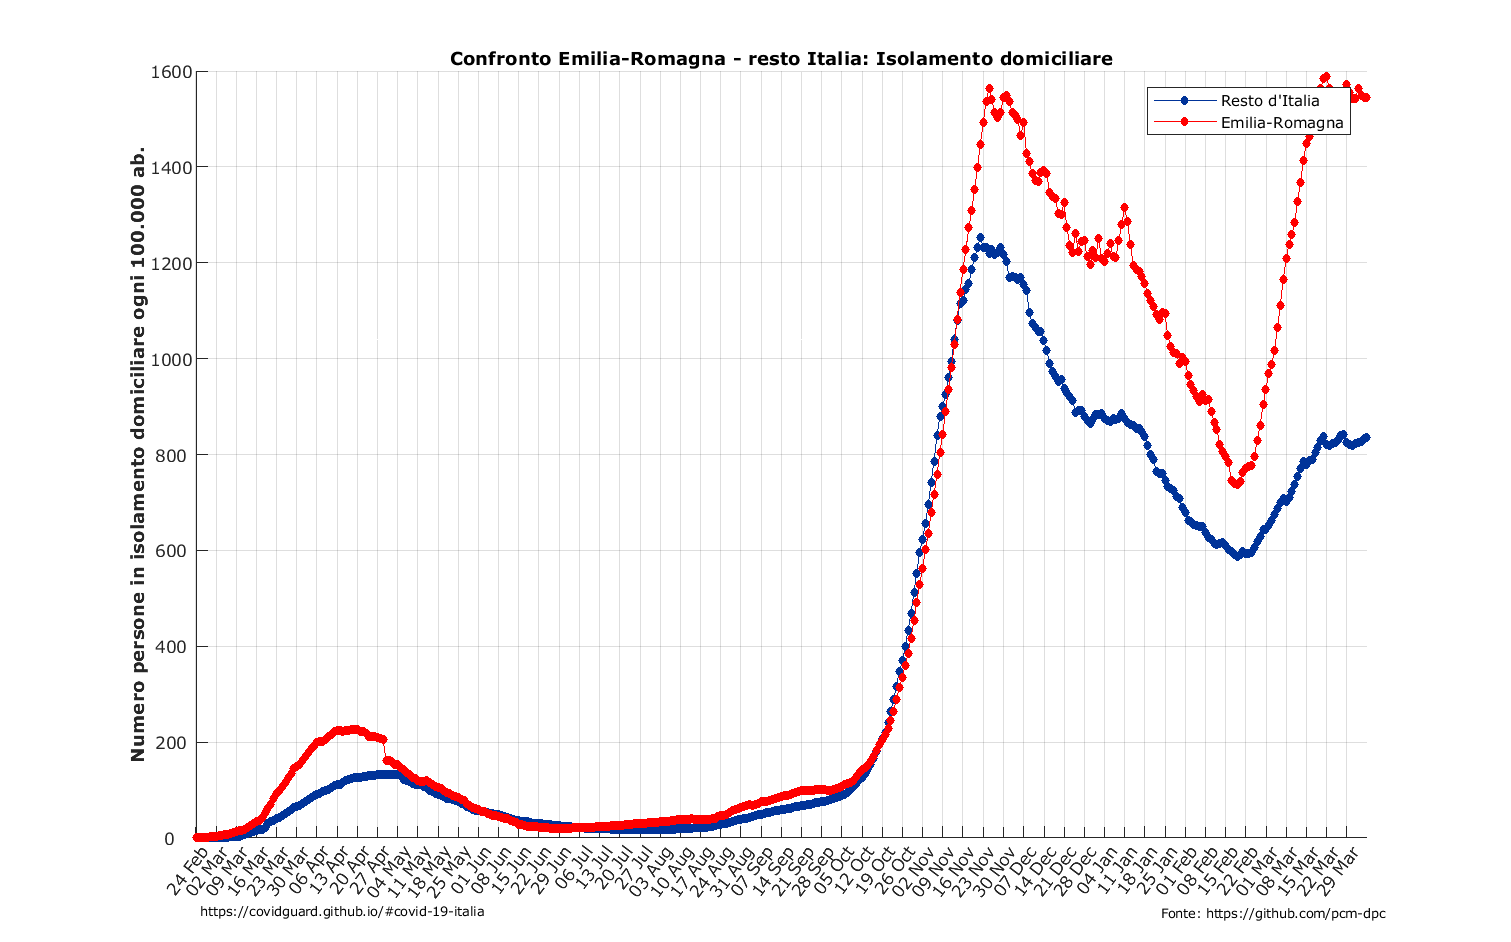 Confronto Emilia-Romagna - resto Italia: Isolamento domiciliare
Numero persone in isolamento domiciliare ogni 100.000 ab.
1600
1400
1200
1000
800
600
400
200
0
Resto d'Italia
Emilia-Romagna
24 Feb
02 Mar
09 Mar
16 Mar
23 Mar
30 Mar
06 Apr
13 Apr
20 Apr
27 Apr
04 May
11 May
18 May
25 May
01 Jun
08 Jun
15 Jun
22 Jun
29 Jun
06 Jul
13 Jul
20 Jul
27 Jul
03 Aug
10 Aug
17 Aug
24 Aug
31 Aug
07 Sep
14 Sep
21 Sep
28 Sep
05 Oct
12 Oct
19 Oct
26 Oct
02 Nov
09 Nov
16 Nov
23 Nov
30 Nov
07 Dec
14 Dec
21 Dec
28 Dec
04 Jan
11 Jan
18 Jan
25 Jan
01 Feb
08 Feb
15 Feb
22 Feb
01 Mar
08 Mar
15 Mar
22 Mar
29 Mar
https://covidguard.github.io/#covid-19-italia
Fonte: https://github.com/pcm-dpc